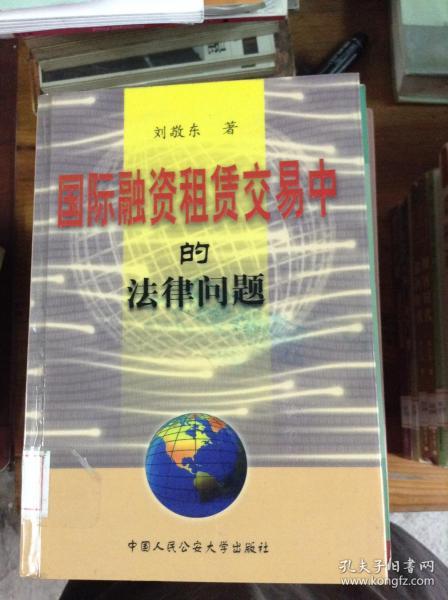 刘敬东 著
国际融资租赁交易中
的
法律问题
中国人民公安大学出版社
孔夫子旧书网
www.kongfz.com